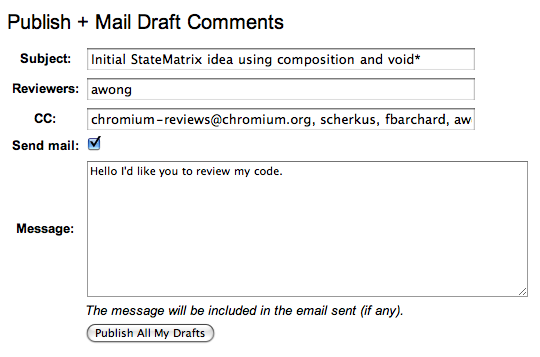 Publish + Mail Draft Comments
Subject: Initial StateMatrix idea using composition and void*
Reviewers: awong
CC: chromium-reviews@chromium.org, scherkus, fbarchard, aw
Send mail:
Hello I'd like you to review my code.
Message:
The message will be included in the email sent (if any).
Publish All My Drafts